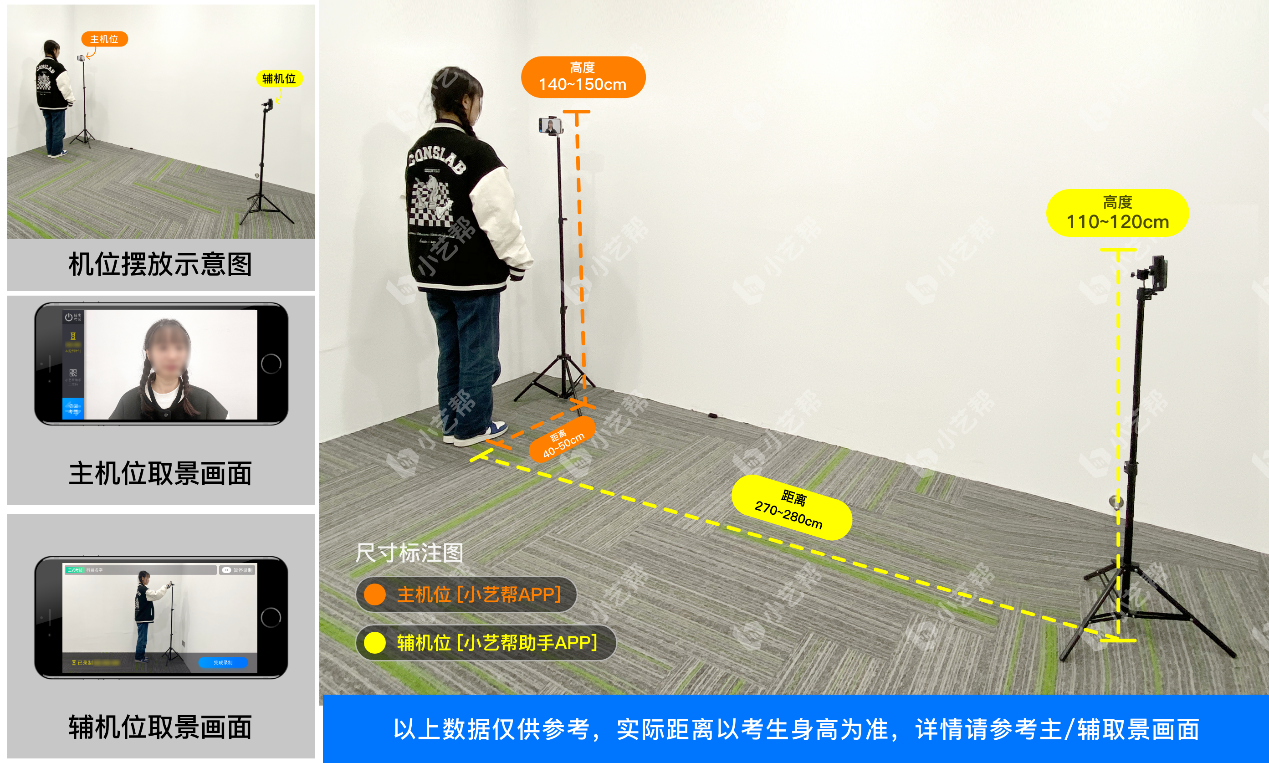 主机位
辅机位
机位摆放示意图
主机位取景画面
辅机位取景画面
高度
140~150cm
CONSLAB
高度
110~120cm
距离
40~50cm
距离
270~280cm
尺寸标注图
主机位 [小艺帮APP]
辅机位 [小艺帮助手APP]
以上数据仅供参考，实际距离以考生身高为准，详情请参考主/辅取景画面
小艺帮